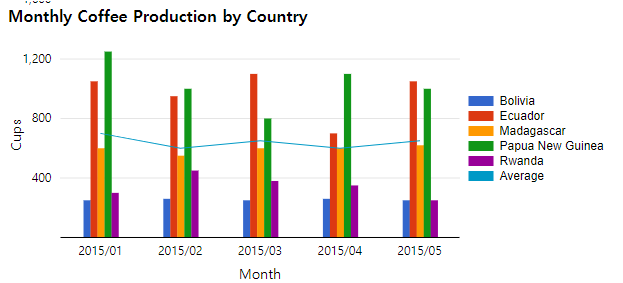 Monthly Coffee Production by Country
1,200
800
400
Cups
2015/01 2015/02 2015/03 2015/04 2015/05
Month
Bolivia
Ecuador
Madagascar
Papua New Guinea
Rwanda
Average